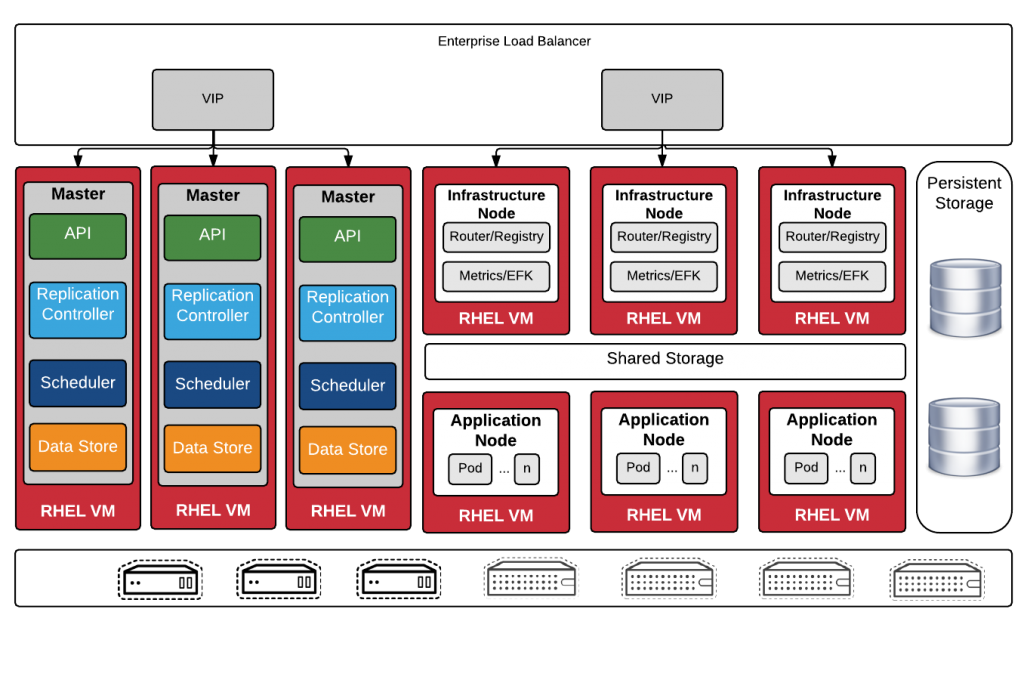 Enterprise Load Balancer
VIP
VIP
Master
API
Replication
Controller
Scheduler
Data Store
RHEL VM
Master
API
Replication
Controller
Scheduler
Data Store
RHEL VM
Master
API
Replication
Controller
Scheduler
Data Store
RHEL VM
Infrastructure
Node
Router/Registry
Metrics/EFK
RHEL VM
Infrastructure
Node
Router/Registry
Metrics/EFK
RHEL VM
Infrastructure
Node
Router/Registry
Metrics/EFK
RHEL VM
Shared Storage
Application
Node
Pod ... n
RHEL VM
Application
Node
Pod ... n
RHEL VM
Application
Node
Pod ... n
RHEL VM
Persistent
Storage